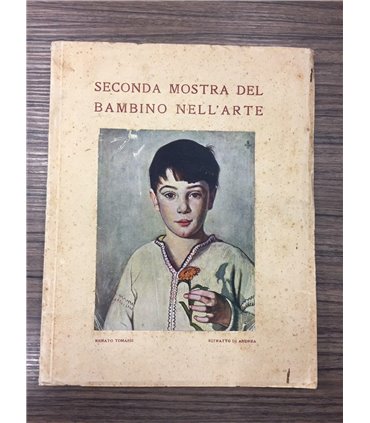 SECONDA MOSTRA DEL
BAMBINO NELL'ARTE
RENATO TOMASSI
RITRATTO DI ANDREA